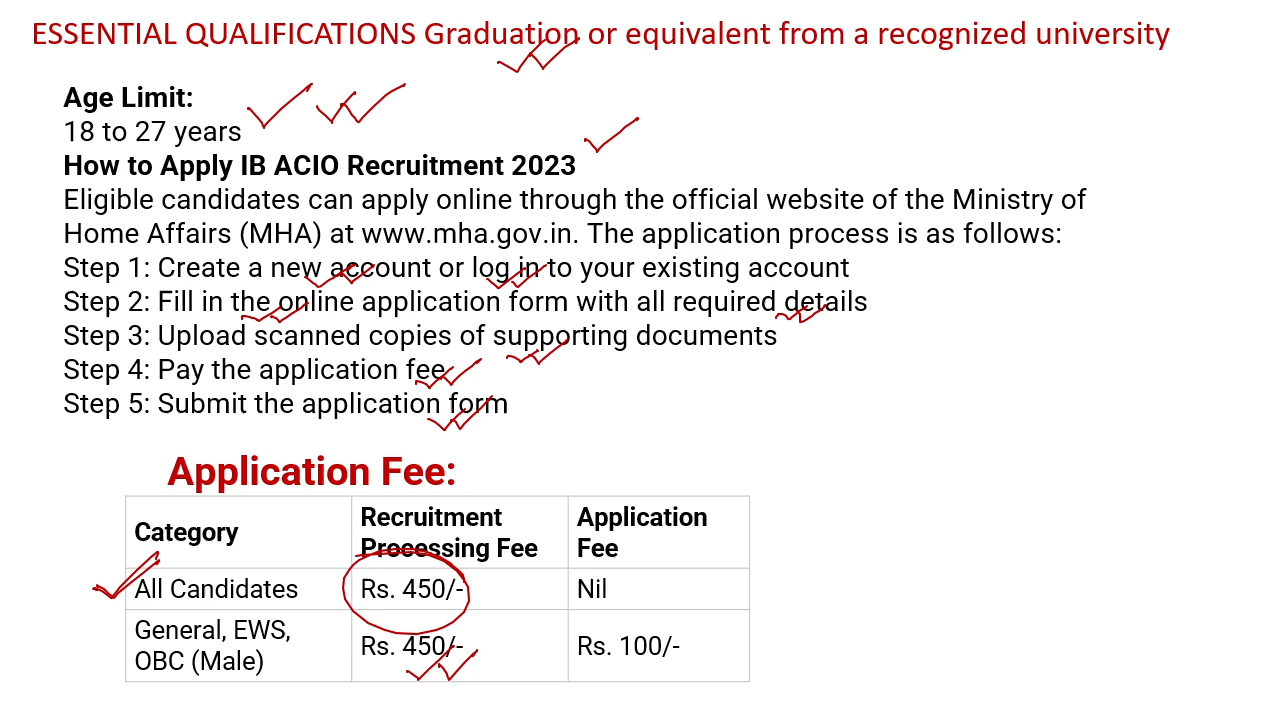 ESSENTIAL QUALIFICATIONS Graduation or equivalent from a recognized university
Age Limit:
18 to 27 years
How to Apply IB ACIO Recruitment 2023
Eligible candidates can apply online through the official website of the Ministry of
Home Affairs (MHA) at www.mha.gov.in. The application process is as follows:
Step 1: Create a new account or log in to your existing account
Step 2: Fill in the online application form with all required details
Step 3: Upload scanned copies of supporting documents
Step 4: Pay the application fee
Step 5: Submit the application form
Application Fee:
Category
Recruitment
Processing Fee
Application
Fee
All Candidates
Rs. 450/-
Nil
General, EWS,
OBC (Male)
Rs. 450/-
Rs. 100/-